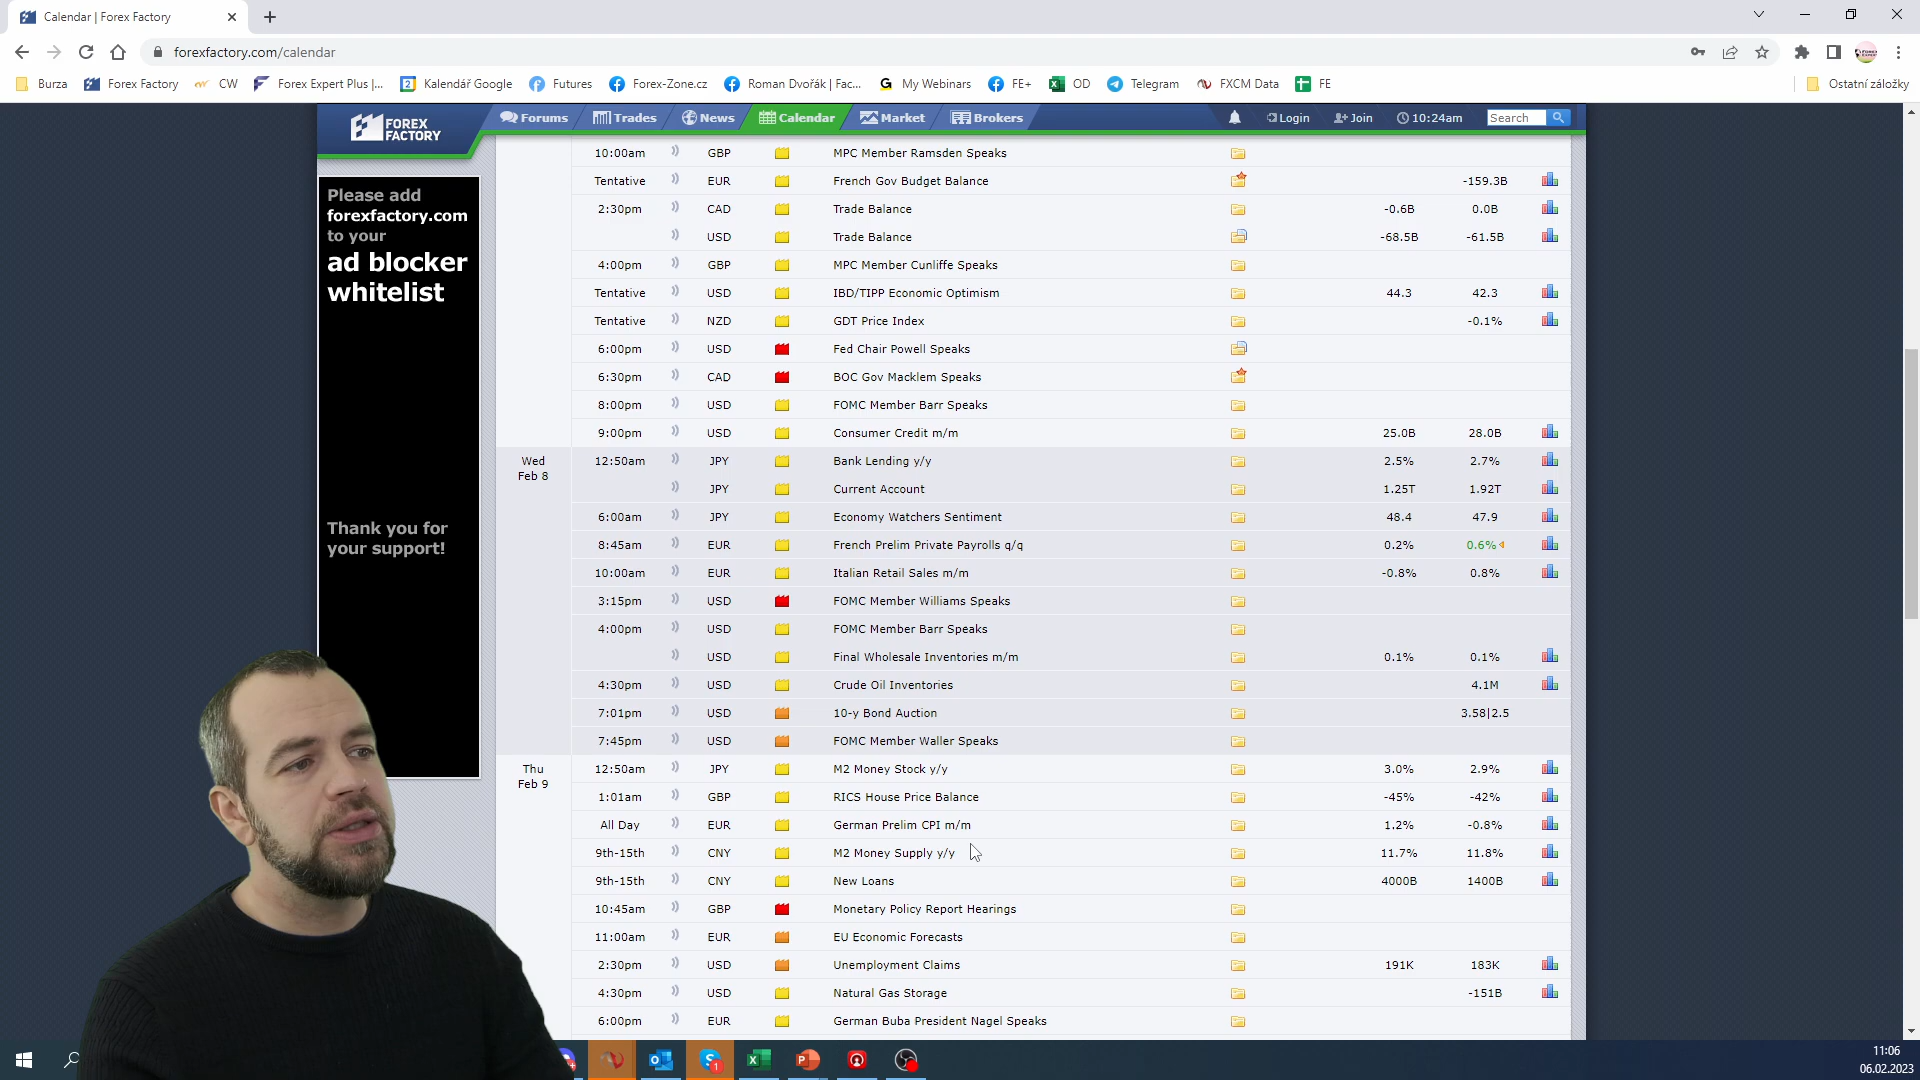 Calendar | Forex Factory
forexfactory.com/calendar
Burza Forex Factory CW Forex Expert Plus |... Kalendář Google Futures Forex-Zone.cz Roman Dvořák | Fac... My Webinars FE+ OD Telegram FXCM Data FE Ostatní záložky
FOREX FACTORY Forums Trades News Calendar Market Brokers Login Join 10:24am Search
Please add
forexfactory.com
to your
ad blocker
whitelist
Thank you for
your support!
10:00am GBP MPC Member Ramsden Speaks
Tentative EUR French Gov Budget Balance -159.3B
2:30pm CAD Trade Balance -0.6B 0.0B
USD Trade Balance -68.5B -61.5B
4:00pm GBP MPC Member Cunliffe Speaks
Tentative USD IBD/TIPP Economic Optimism 44.3 42.3
Tentative NZD GDT Price Index -0.1%
6:00pm USD Fed Chair Powell Speaks
6:30pm CAD BOC Gov Macklem Speaks
8:00pm USD FOMC Member Barr Speaks
9:00pm USD Consumer Credit m/m 25.0B 28.0B
Wed Feb 8 12:50am JPY Bank Lending y/y 2.5% 2.7%
JPY Current Account 1.25T 1.92T
6:00am JPY Economy Watchers Sentiment 48.4 47.9
8:45am EUR French Prelim Private Payrolls q/q 0.2% 0.6%
10:00am EUR Italian Retail Sales m/m -0.8% 0.8%
3:15pm USD FOMC Member Williams Speaks
4:00pm USD FOMC Member Barr Speaks
USD Final Wholesale Inventories m/m 0.1% 0.1%
4:30pm USD Crude Oil Inventories 4.1M
7:01pm USD 10-y Bond Auction 3.58|2.5
7:45pm USD FOMC Member Waller Speaks
Thu Feb 9 12:50am JPY M2 Money Stock y/y 3.0% 2.9%
1:01am GBP RICS House Price Balance -45% -42%
All Day EUR German Prelim CPI m/m 1.2% -0.8%
9th-15th CNY M2 Money Supply y/y 11.7% 11.8%
9th-15th CNY New Loans 4000B 1400B
10:45am GBP Monetary Policy Report Hearings
11:00am EUR EU Economic Forecasts
2:30pm USD Unemployment Claims 191K 183K
4:30pm USD Natural Gas Storage -151B
6:00pm EUR German Buba President Nagel Speaks
11:06
06.02.2023